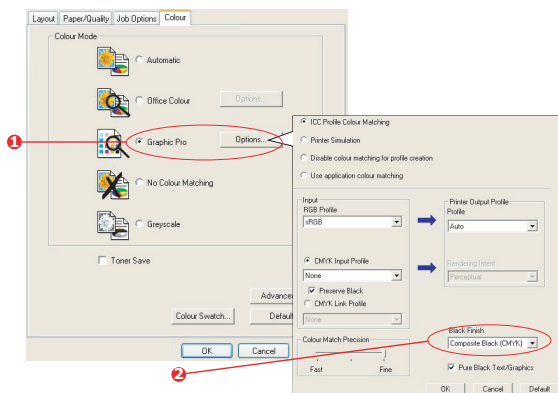 Layout Paper/Quality Job Options Colour
Colour Mode
Automatic
Office Colour Options...
1 Graphic Pro Options...
No Colour Matching
Greyscale
Toner Save
Advanced
Colour Swatch... Default
OK Cancel
2
ICC Profile Colour Matching
Printer Simulation
Disable colour matching for profile creation
Use application colour matching
Input
RGB Profile
sRGB
CMYK Input Profile
None
Preserve Black
CMYK Link Profile
None
Printer Output Profile
Profile
Auto
Rendering Intent
Perceptual
Colour Match Precision
Fast Fine
Black Finish
Composite Black (CMYK)
Pure Black Text/Graphics
OK Cancel Default